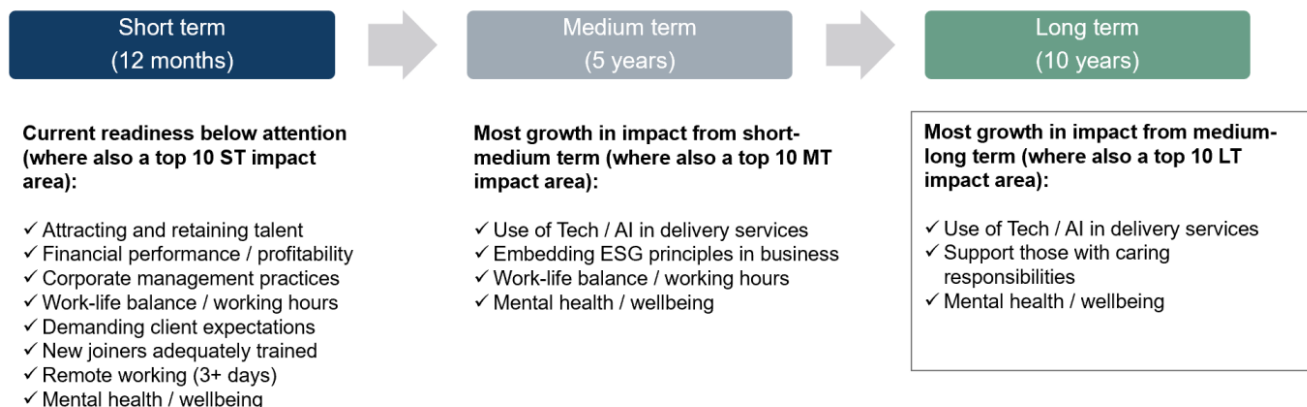 Short term
(12 months)
Medium term
(5 years)
Long term
(10 years)
Current readiness below attention
(where also a top 10 ST impact
area):
✓ Attracting and retaining talent
✓ Financial performance / profitability
✓ Corporate management practices
✓ Work-life balance / working hours
✓ Demanding client expectations
✓ New joiners adequately trained
✓ Remote working (3+ days)
✓ Mental health / wellbeing
Most growth in impact from short-
medium term (where also a top 10 MT
impact area):
✓ Use of Tech / AI in delivery services
✓ Embedding ESG principles in business
✓ Work-life balance / working hours
✓ Mental health / wellbeing
Most growth in impact from medium-
long term (where also a top 10 LT
impact area):
✓ Use of Tech / AI in delivery services
✓ Support those with caring
responsibilities
✓ Mental health / wellbeing